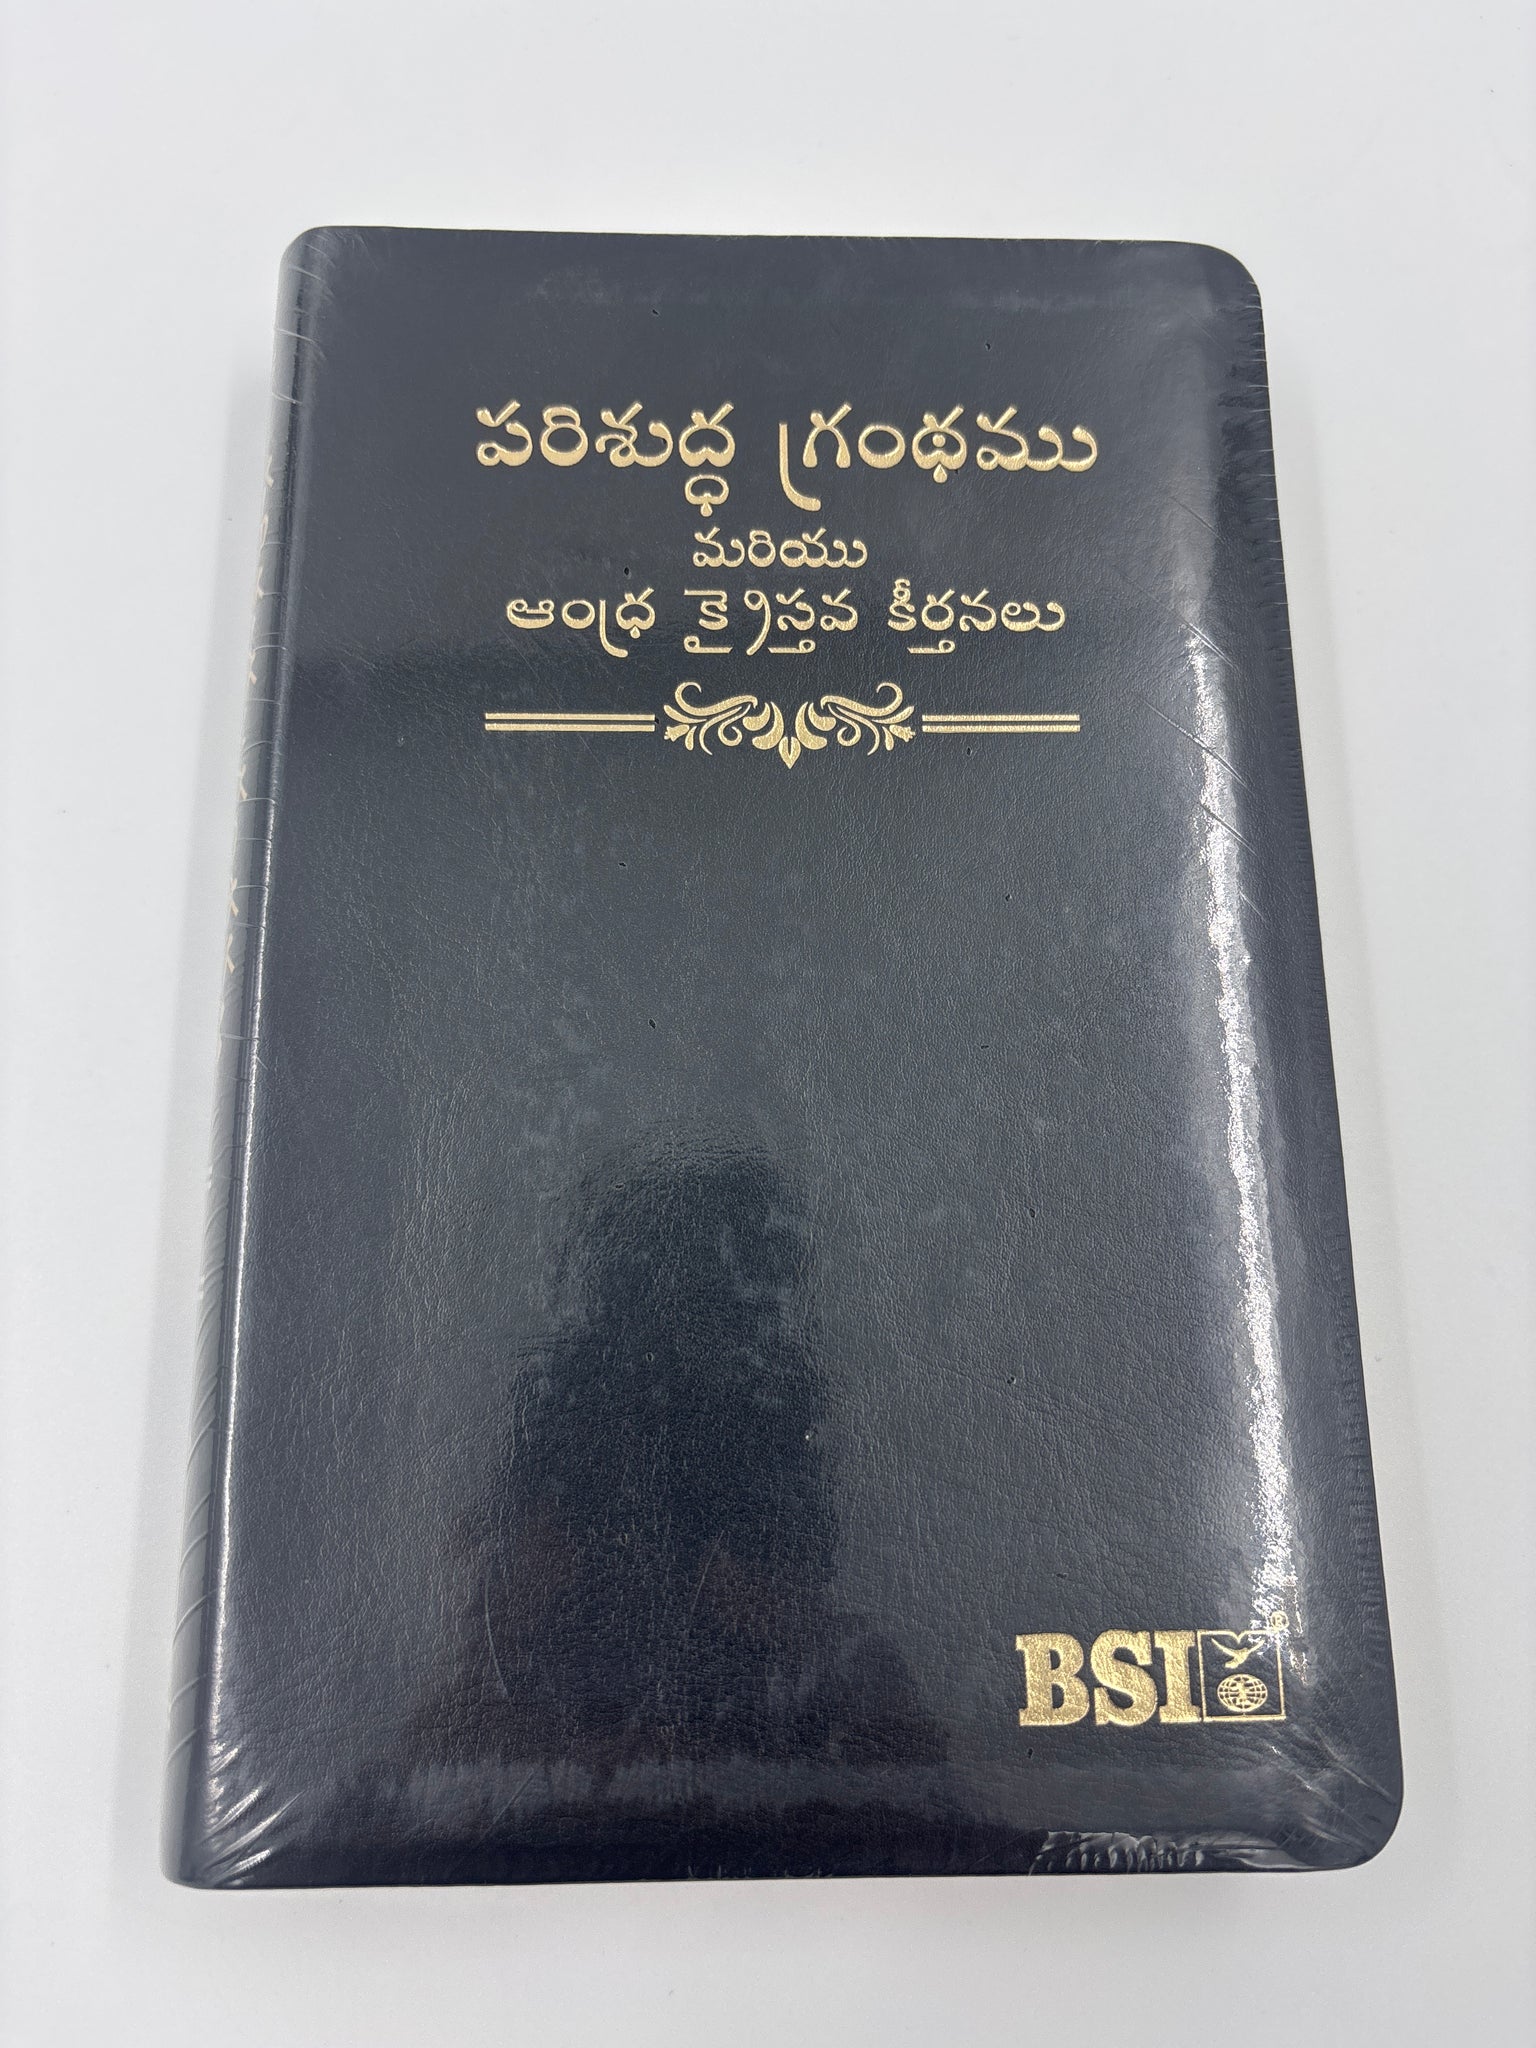 పరిశుద్ధ గ్రంథము
మరియు
ఆంధ్ర క్రైస్తవ కీర్తనలు
BSI
®